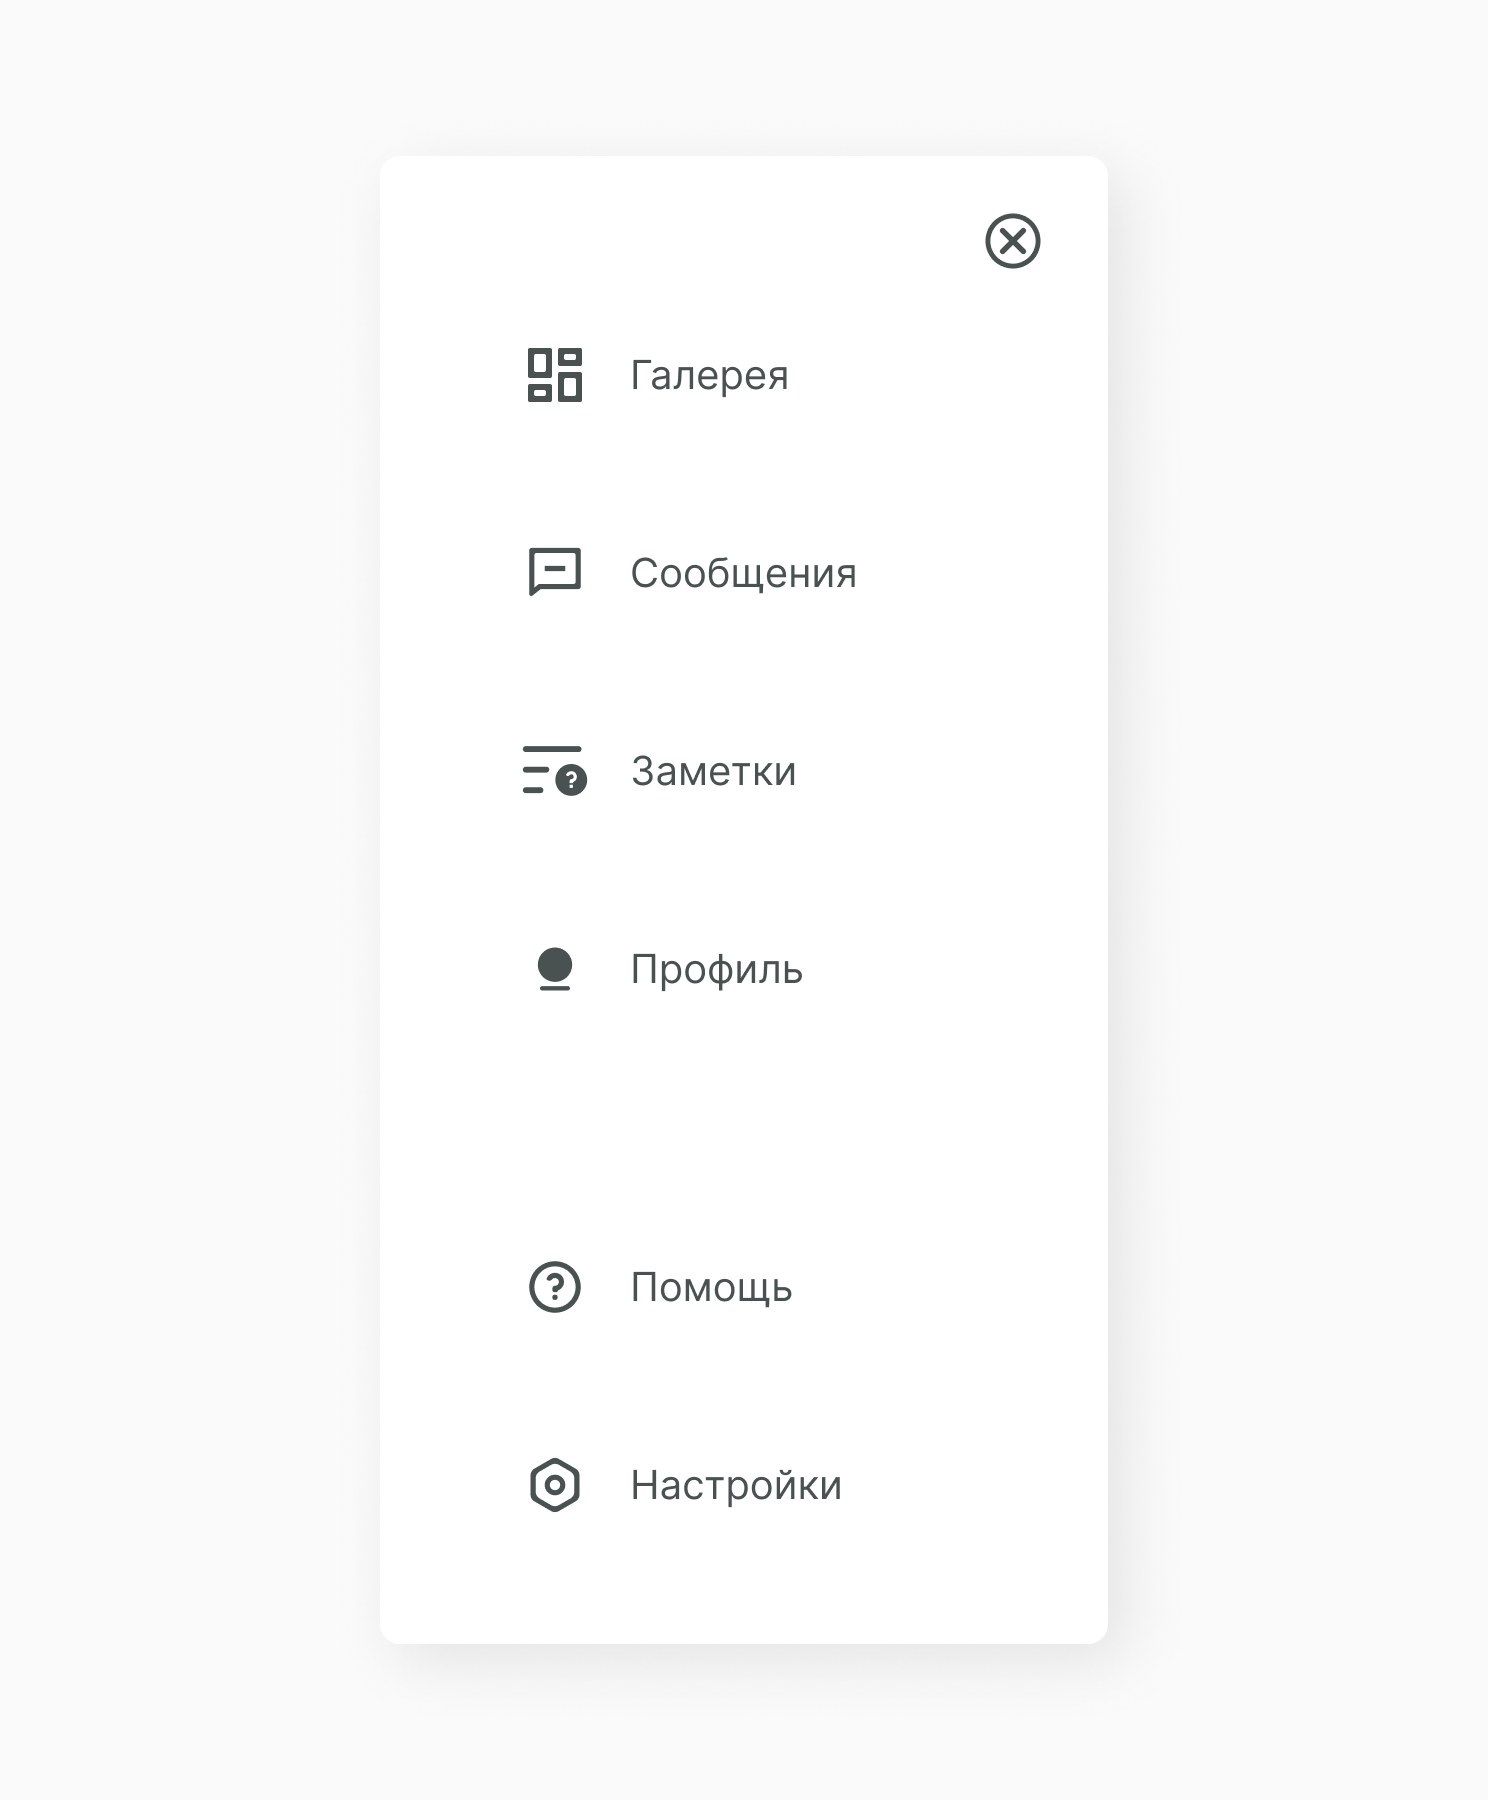 Галерея
Сообщения
Заметки
Профиль
Помощь
Настройки